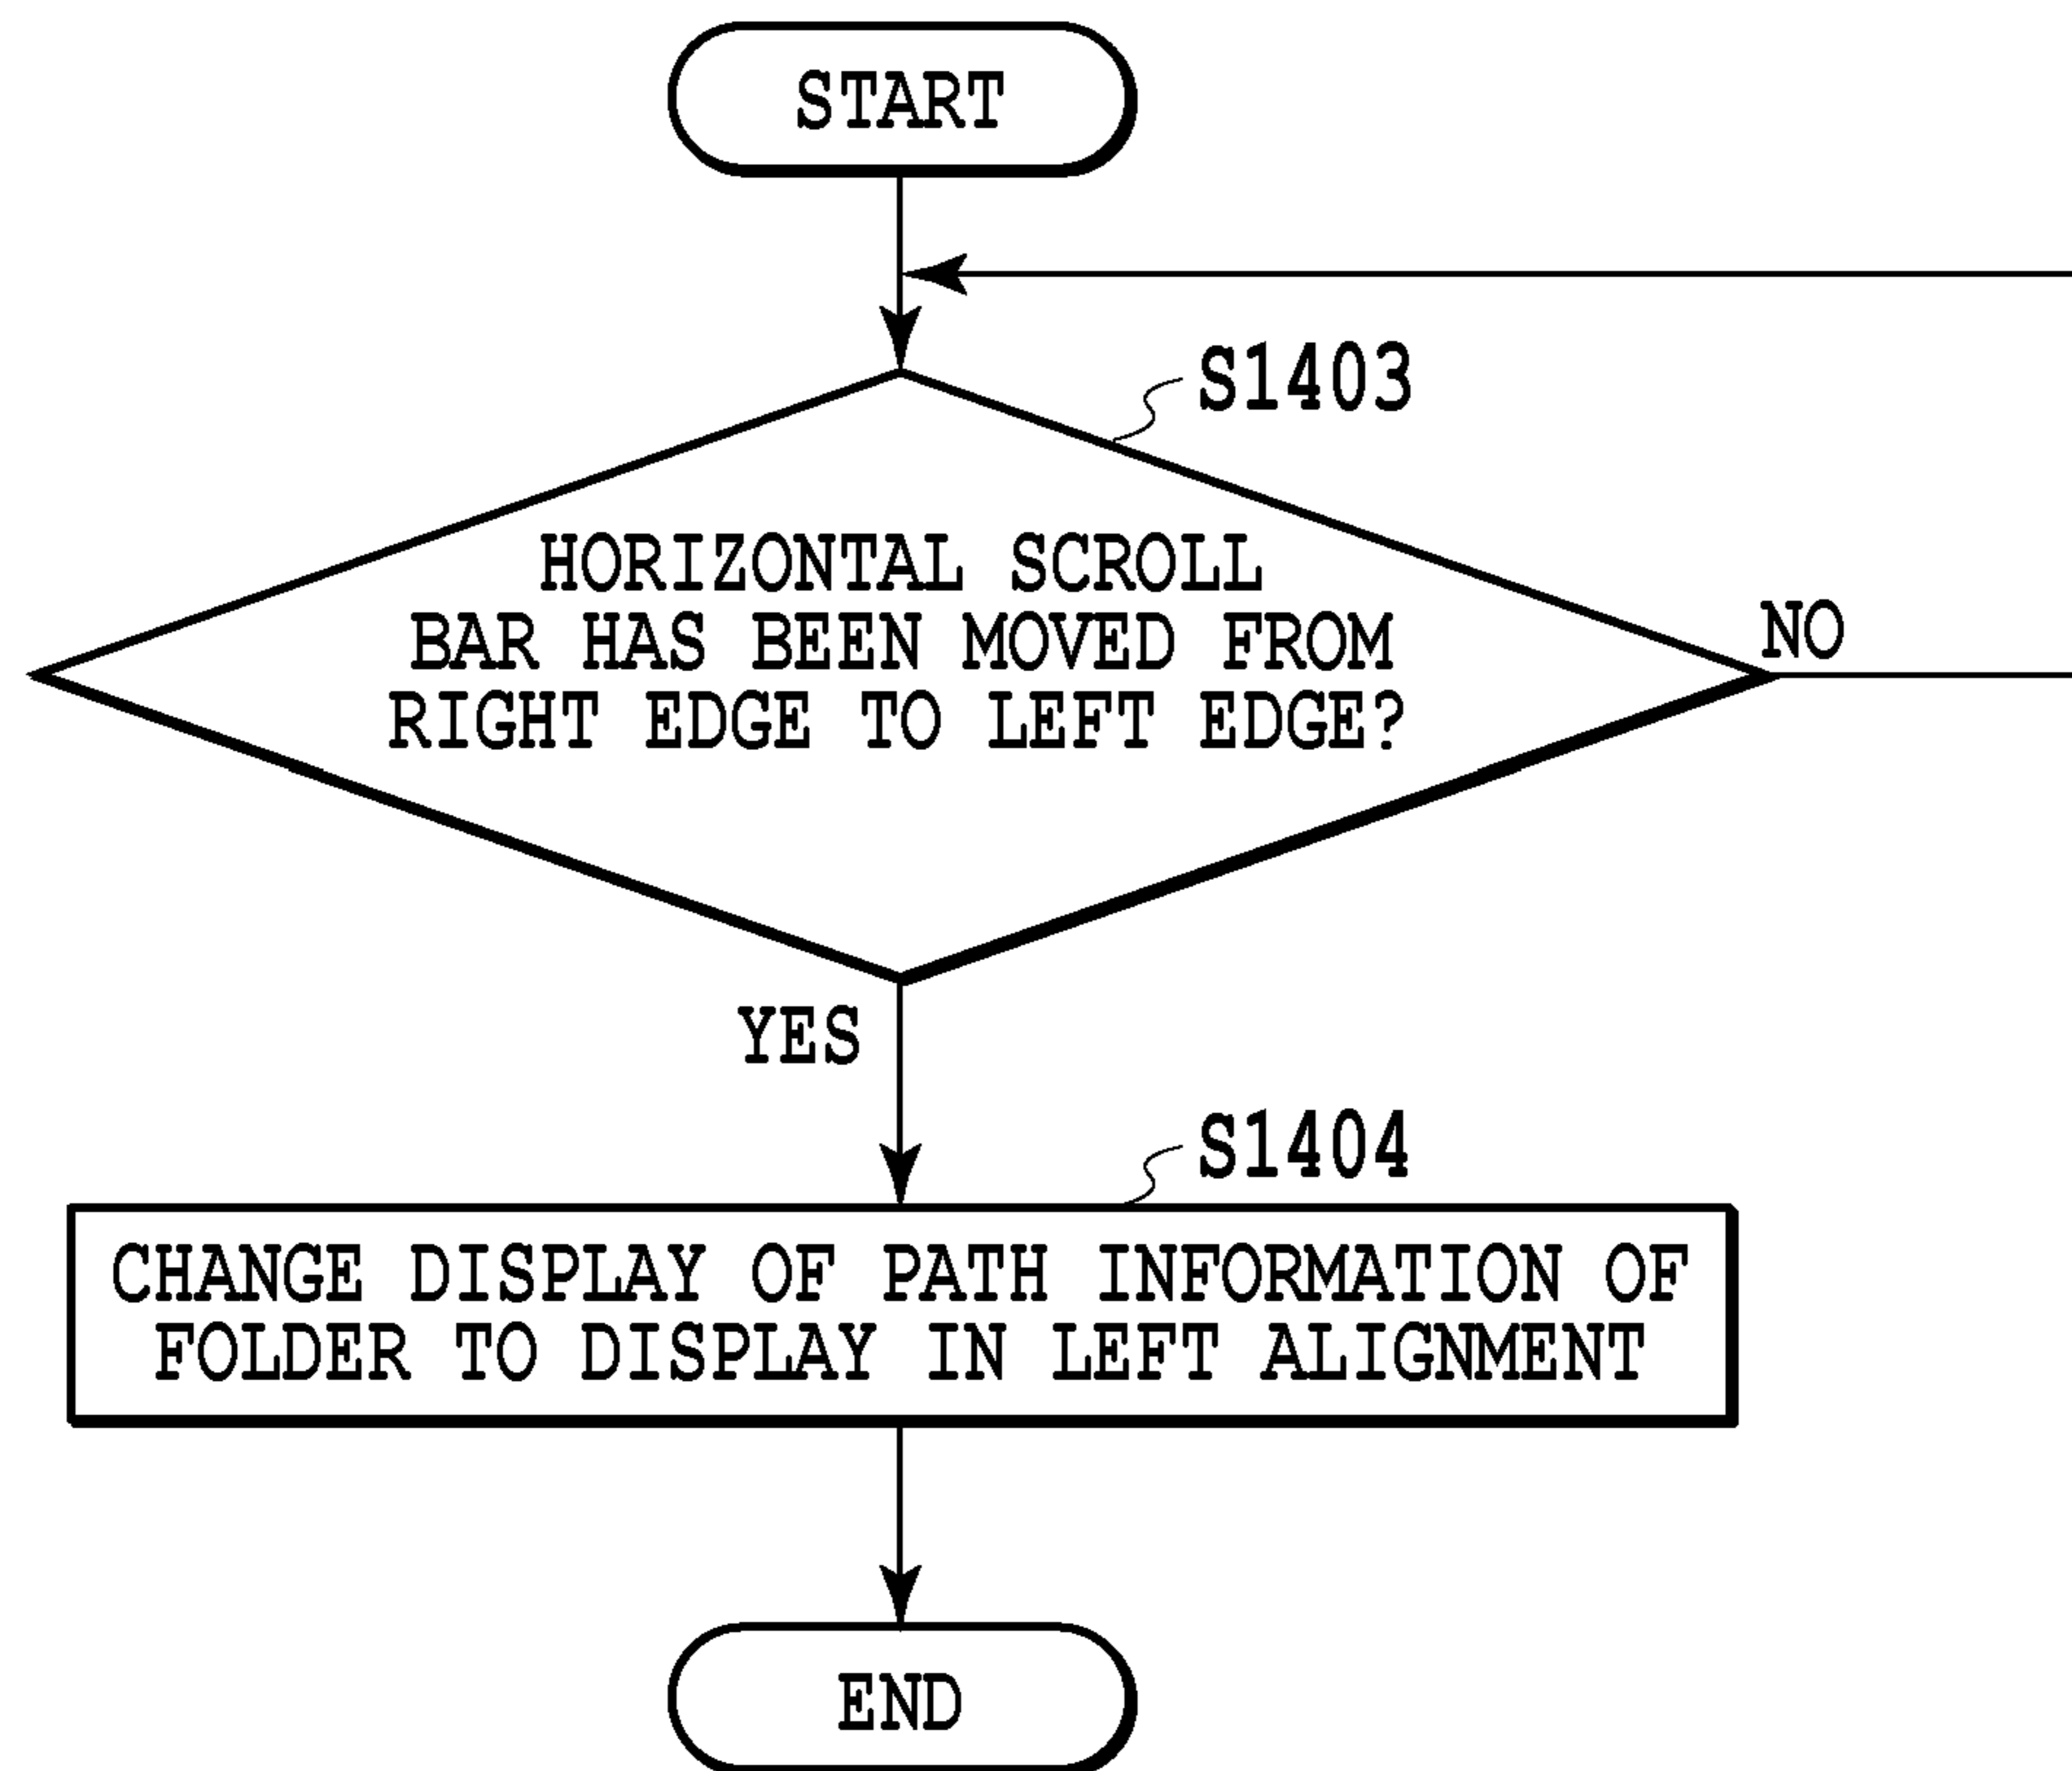 START
S1403
HORIZONTAL SCROLL
BAR HAS BEEN MOVED FROM
RIGHT EDGE TO LEFT EDGE?
NO
YES
S1404
CHANGE DISPLAY OF PATH INFORMATION OF
FOLDER TO DISPLAY IN LEFT ALIGNMENT
END